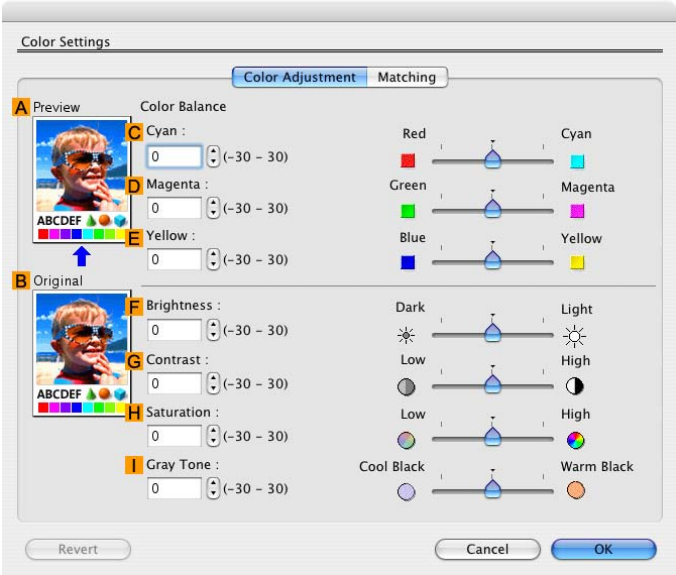 Color Settings
Color Adjustment Matching
A Preview
Color Balance
C Cyan :
0 (-30 – 30)
Red Cyan
D Magenta :
0 (-30 – 30)
Green Magenta
ABCDEF
E Yellow :
0 (-30 – 30)
Blue Yellow
B Original
F Brightness :
0 (-30 – 30)
Dark Light
G Contrast :
0 (-30 – 30)
Low High
ABCDEF
H Saturation :
0 (-30 – 30)
Low High
I Gray Tone :
0 (-30 – 30)
Cool Black Warm Black
Revert Cancel OK